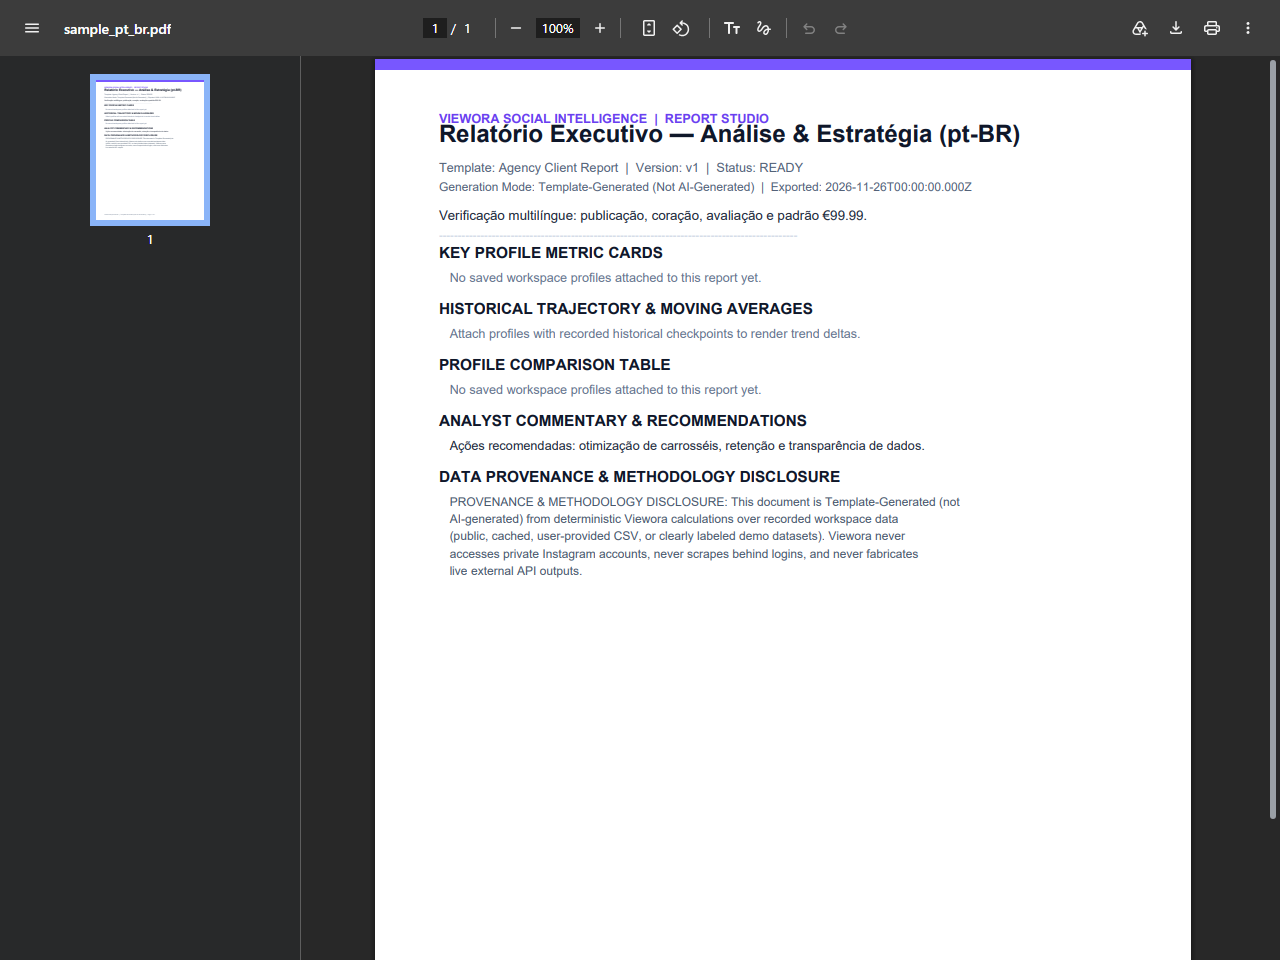 sample_pt_br.pdf
1 / 1
100%
1
VIEWORA SOCIAL INTELLIGENCE | REPORT STUDIO
Relatório Executivo — Análise & Estratégia (pt-BR)
Template: Agency Client Report | Version: v1 | Status: READY
Generation Mode: Template-Generated (Not AI-Generated) | Exported: 2026-11-26T00:00:00.000Z
Verificação multilíngue: publicação, coração, avaliação e padrão €99.99.
KEY PROFILE METRIC CARDS
No saved workspace profiles attached to this report yet.
HISTORICAL TRAJECTORY & MOVING AVERAGES
Attach profiles with recorded historical checkpoints to render trend deltas.
PROFILE COMPARISON TABLE
No saved workspace profiles attached to this report yet.
ANALYST COMMENTARY & RECOMMENDATIONS
Ações recomendadas: otimização de carrosséis, retenção e transparência de dados.
DATA PROVENANCE & METHODOLOGY DISCLOSURE
PROVENANCE & METHODOLOGY DISCLOSURE: This document is Template-Generated (not
AI-generated) from deterministic Viewora calculations over recorded workspace data
(public, cached, user-provided CSV, or clearly labeled demo datasets). Viewora never
accesses private Instagram accounts, never scrapes behind logins, and never fabricates
live external API outputs.